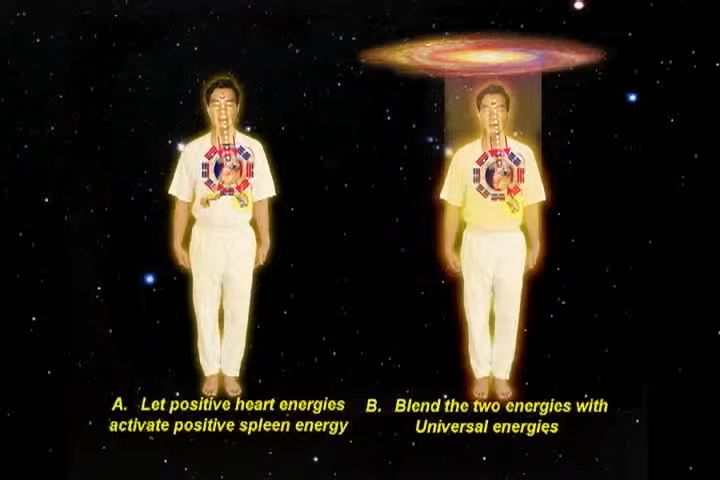 A. Let positive heart energies
activate positive spleen energy
B. Blend the two energies with
Universal energies